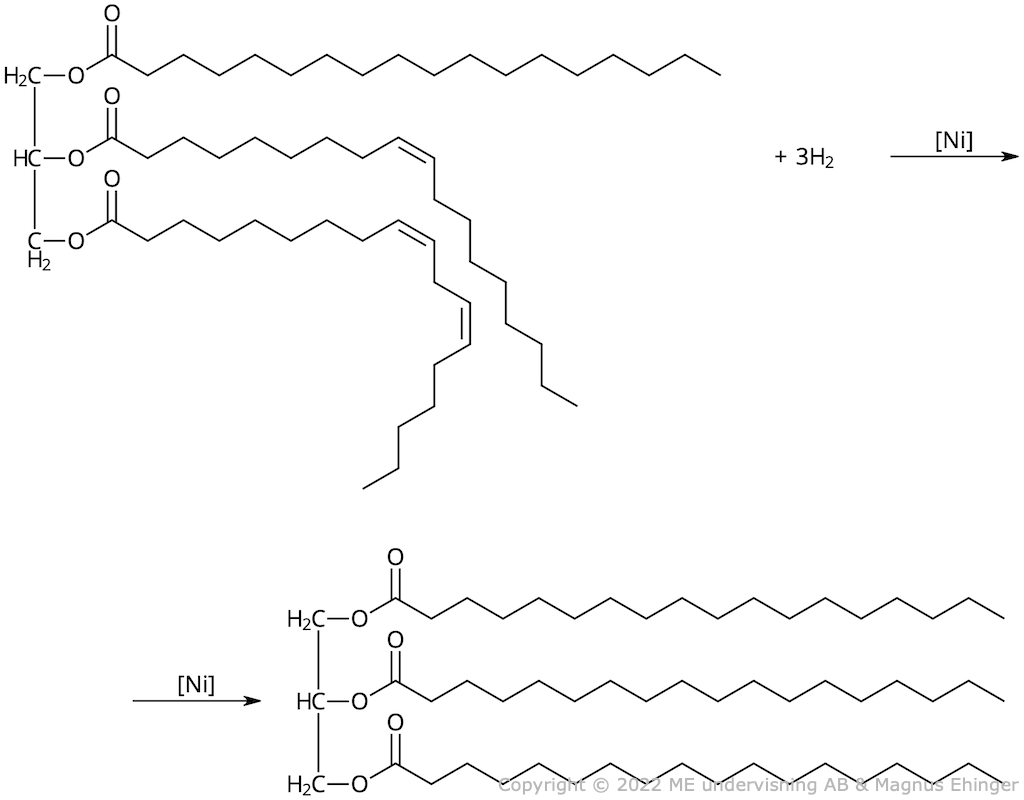 O
H₂C—O
O
HC—O
+ 3H₂
[Ni]
O
C—O
H₂
O
H₂C—O
O
[Ni]
HC—O
O
H₂C—O
Copyright © 2022 ME undervisning AB & Magnus Ehinger